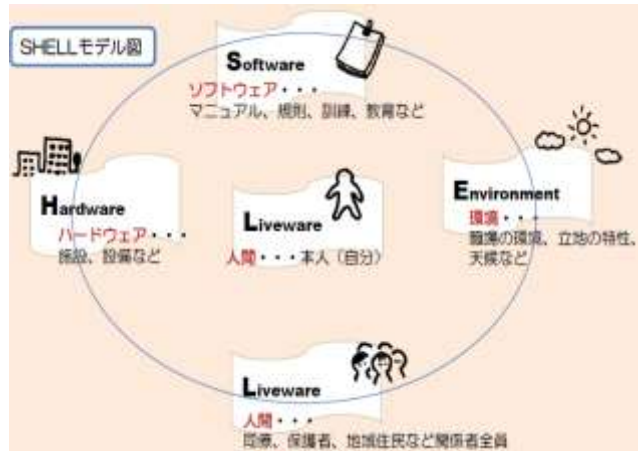 SHELLモデル図
Software
ソフトウェア・・・
マニュアル、規則、訓練、教育など
Hardware
ハードウェア・・・
施設、設備など
Liveware
人間・・・本人（自分）
Environment
環境・・・
職場の環境、立地の特性、
天候など
Liveware
人間・・・
同僚、保護者、地域住民など関係者全員